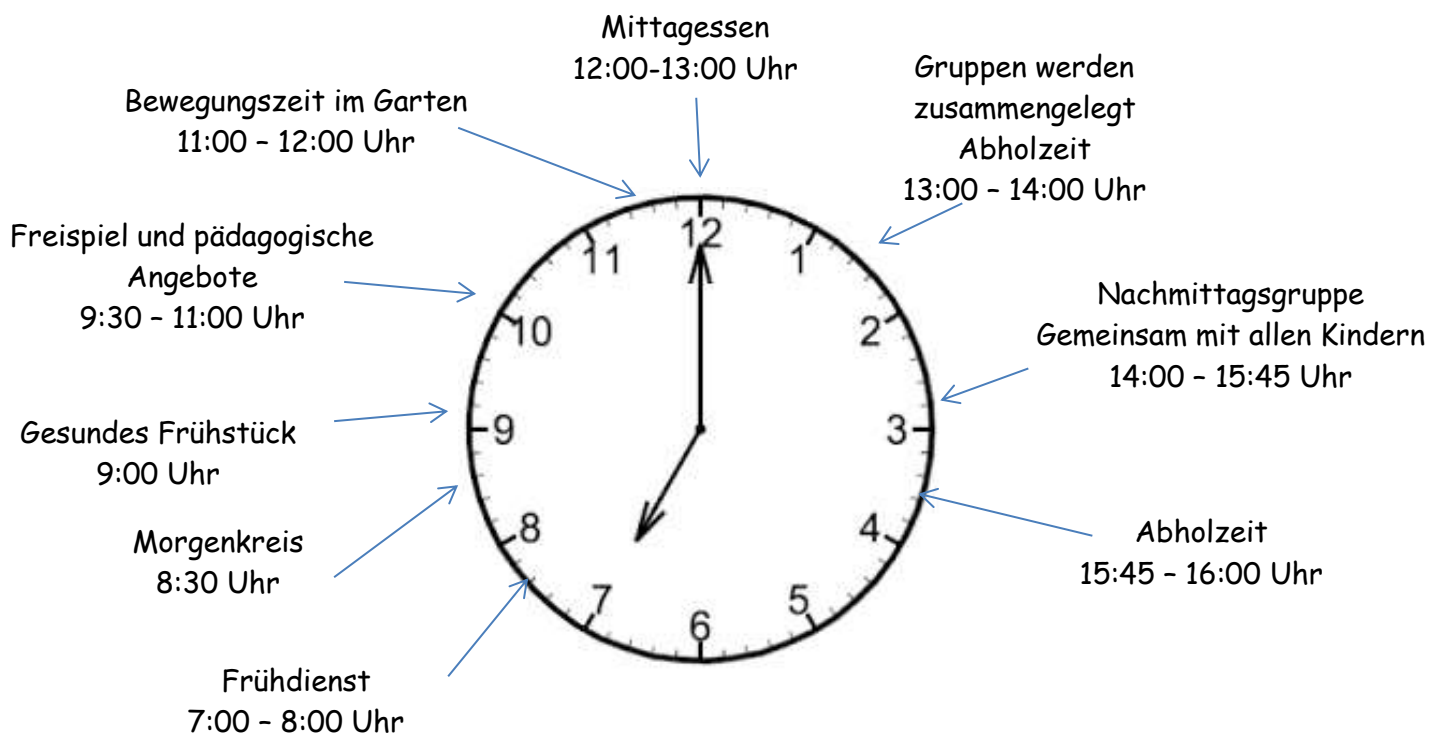 Mittagessen
12:00-13:00 Uhr
Gruppen werden
zusammengelegt
Abholzeit
13:00 – 14:00 Uhr
Bewegungszeit im Garten
11:00 – 12:00 Uhr
Freispiel und pädagogische
Angebote
9:30 – 11:00 Uhr
Nachmittagsgruppe
Gemeinsam mit allen Kindern
14:00 – 15:45 Uhr
Gesundes Frühstück
9:00 Uhr
Morgenkreis
8:30 Uhr
Abholzeit
15:45 – 16:00 Uhr
Frühdienst
7:00 – 8:00 Uhr
12
1
2
3
4
5
6
7
8
9
10
11